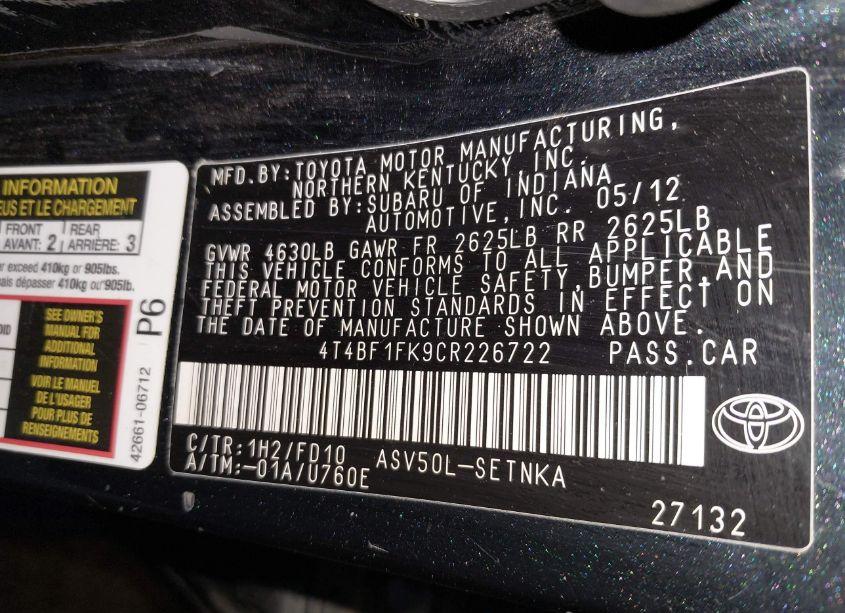 INFORMATION
EUS ET LE CHARGEMENT
FRONT
AVANT: 2
REAR
ARRIÈRE: 3
er exceed 410kg or 905lbs.
ais dépasser 410kg ou 905lb.
SEE OWNER'S
MANUAL FOR
ADDITIONAL
INFORMATION
VOIR LE MANUEL
DE L'USAGER
POUR PLUS DE
RENSEIGNEMENTS
P6
42661-06712
MFD.BY:TOYOTA MOTOR MANUFACTURING,
NORTHERN KENTUCKY, INC.
ASSEMBLED BY:SUBARU OF INDIANA
AUTOMOTIVE,INC. 05/12
GVWR 4630LB GAWR FR 2625LB RR 2625LB
THIS VEHICLE CONFORMS TO ALL APPLICABLE
FEDERAL MOTOR VEHICLE SAFETY,BUMPER,AND
THEFT PREVENTION STANDARDS IN EFFECT ON
THE DATE OF MANUFACTURE SHOWN ABOVE.
4T4BF1FK9CR226722 PASS.CAR
C/TR:1H2/FD10
A/TM:-01A/U760E
ASV50L-SETNKA
27132